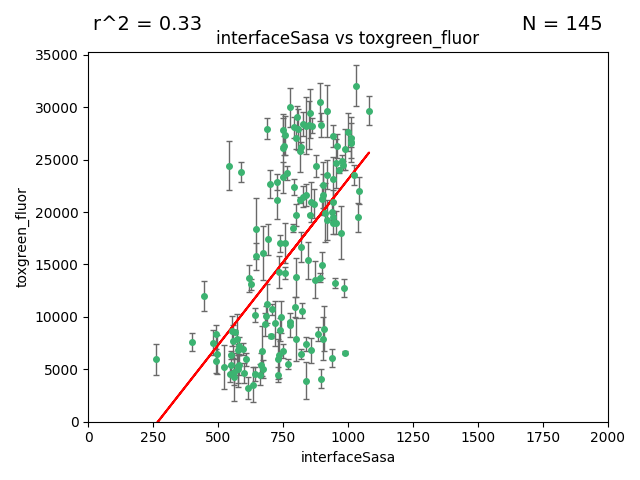 r^2 = 0.33
N = 145
interfaceSasa vs toxgreen_fluor
35000
30000
25000
20000
15000
10000
5000
0
toxgreen_fluor
0 250 500 750 1000 1250 1500 1750 2000
interfaceSasa